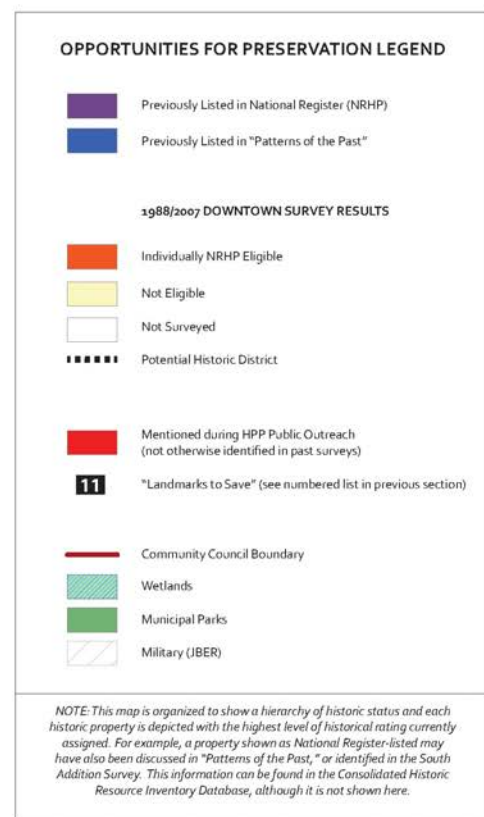 OPPORTUNITIES FOR PRESERVATION LEGEND
Previously Listed in National Register (NRHP)
Previously Listed in “Patterns of the Past”
1988/2007 DOWNTOWN SURVEY RESULTS
Individually NRHP Eligible
Not Eligible
Not Surveyed
Potential Historic District
Mentioned during HPP Public Outreach
(not otherwise identified in past surveys)
11 “Landmarks to Save” (see numbered list in previous section)
Community Council Boundary
Wetlands
Municipal Parks
Military (JBER)
NOTE: This map is organized to show a hierarchy of historic status and each
historic property is depicted with the highest level of historical rating currently
assigned. For example, a property shown as National Register-listed may
have also been discussed in “Patterns of the Past,” or identified in the South
Addition Survey. This information can be found in the Consolidated Historic
Resource Inventory Database, although it is not shown here.